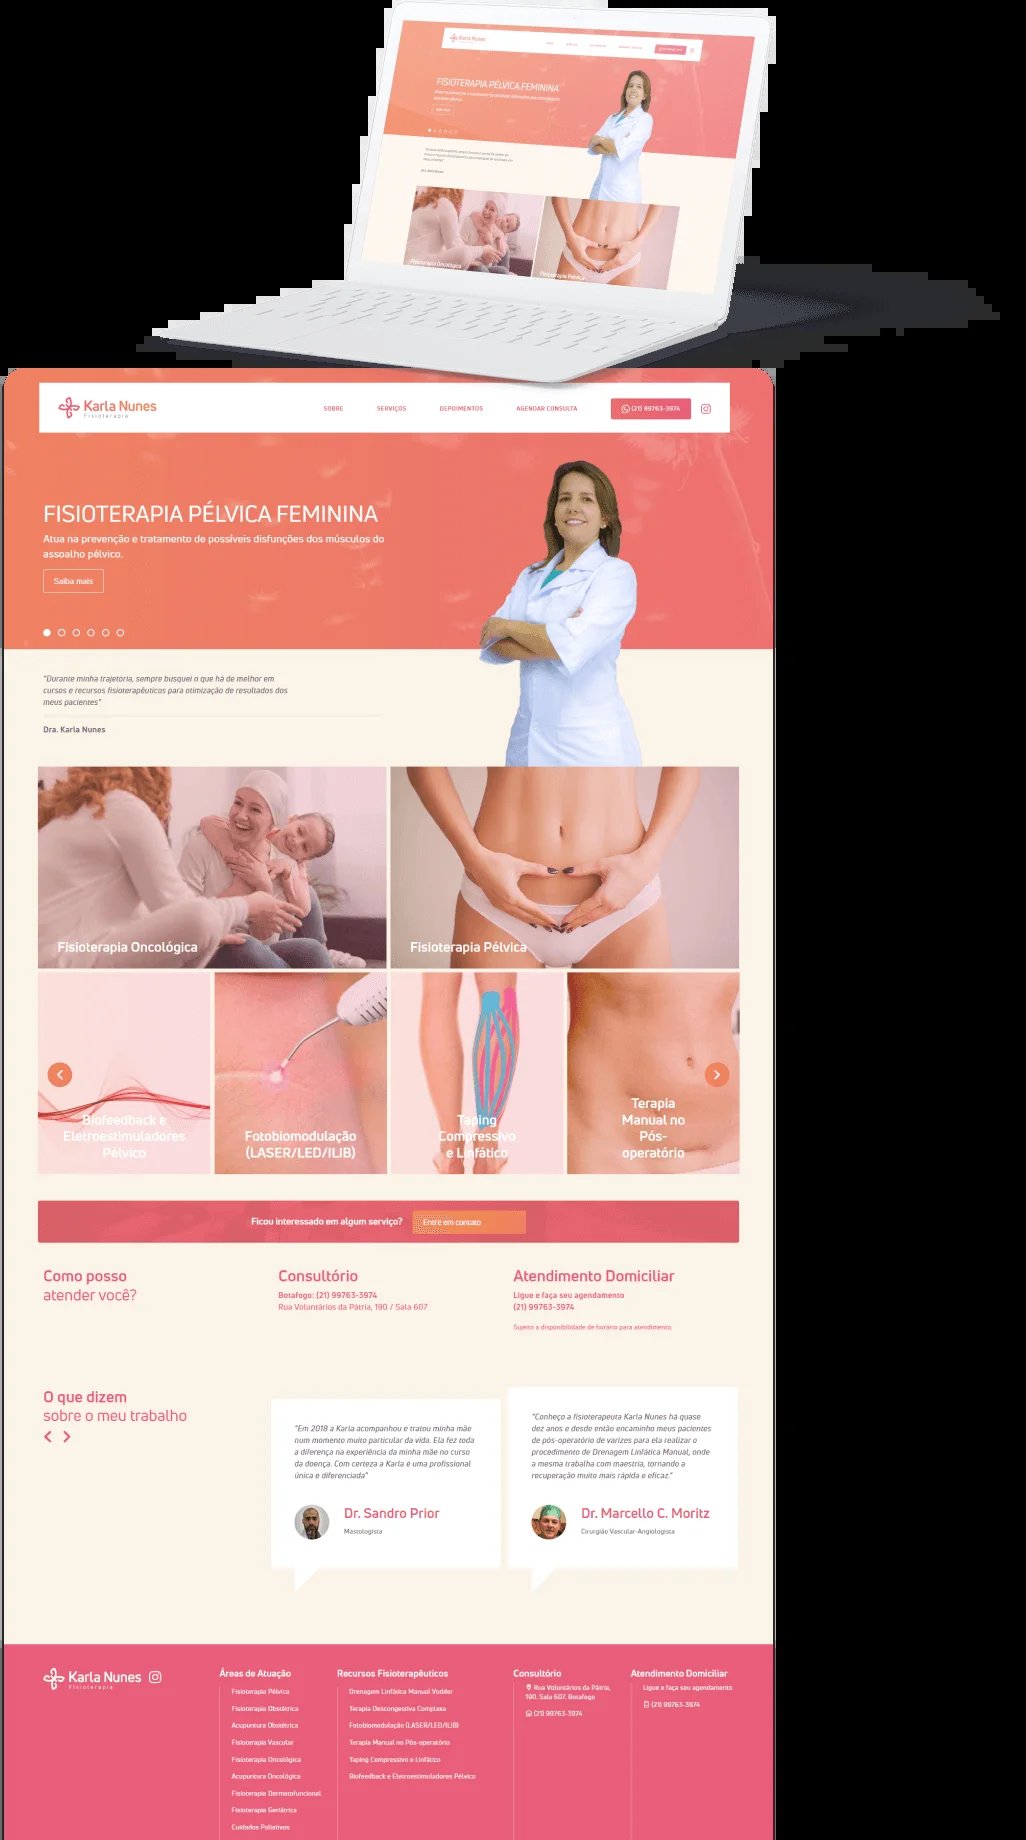 Karla Nunes
FISIOTERAPIA PÉLVICA FEMININA
Fisioterapia Oncológica
Fisioterapia Pélvica
Karla Nunes
Fisioterapia
SOBRE
SERVIÇOS
DEPOIMENTOS
AGENDAR CONSULTA
(21) 99763-3974
FISIOTERAPIA PÉLVICA FEMININA
Atua na prevenção e tratamento de possíveis disfunções dos músculos do
assoalho pélvico.
Saiba mais
"Durante minha trajetória, sempre busquei o que há de melhor em
cursos e recursos fisioterapêuticos para otimização de resultados dos
meus pacientes"
Dra. Karla Nunes
Fisioterapia Oncológica
Fisioterapia Pélvica
Biofeedback e
Eletroestimuladores
Pélvico
Fotobiomodulação
(LASER/LED/ILIB)
Taping
Compressivo
e Linfático
Terapia
Manual no
Pós-
operatório
Ficou interessado em algum serviço?
Entre em contato
Como posso
atender você?
Consultório
Botafogo: (21) 99763-3974
Rua Voluntários da Pátria, 190 / Sala 607
Atendimento Domiciliar
Ligue e faça seu agendamento
(21) 99763-3974
Sujeito a disponibilidade de horário para atendimento.
O que dizem
sobre o meu trabalho
"Em 2018 a Karla acompanhou e tratou minha mãe
num momento muito particular da vida. Ela fez toda
a diferença na experiência da minha mãe no curso
da doença. Com certeza a Karla é uma profissional
única e diferenciada"
Dr. Sandro Prior
Mastologista
"Conheço a fisioterapeuta Karla Nunes há quase
dez anos e desde então encaminho meus pacientes
de pós-operatório de varizes para ela realizar o
procedimento de Drenagem Linfática Manual, onde
a mesma trabalha com maestria, tornando a
recuperação muito mais rápida e eficaz."
Dr. Marcello C. Moritz
Cirurgião Vascular-Angiologista
Karla Nunes
Fisioterapia
Áreas de Atuação
Fisioterapia Pélvica
Fisioterapia Obstétrica
Acupuntura Obstétrica
Fisioterapia Vascular
Fisioterapia Oncológica
Acupuntura Oncológica
Fisioterapia Dermatofuncional
Fisioterapia Geriátrica
Cuidados Paliativos
Recursos Fisioterapêuticos
Drenagem Linfática Manual Vodder
Terapia Descongestiva Complexa
Fotobiomodulação (LASER/LED/ILIB)
Terapia Manual no Pós-operatório
Taping Compressivo e Linfático
Biofeedback e Eletroestimuladores Pélvico
Consultório
Rua Voluntários da Pátria,
190. Sala 607. Botafogo
(21) 99763-3974
Atendimento Domiciliar
Ligue e faça seu agendamento
(21) 99763-3974